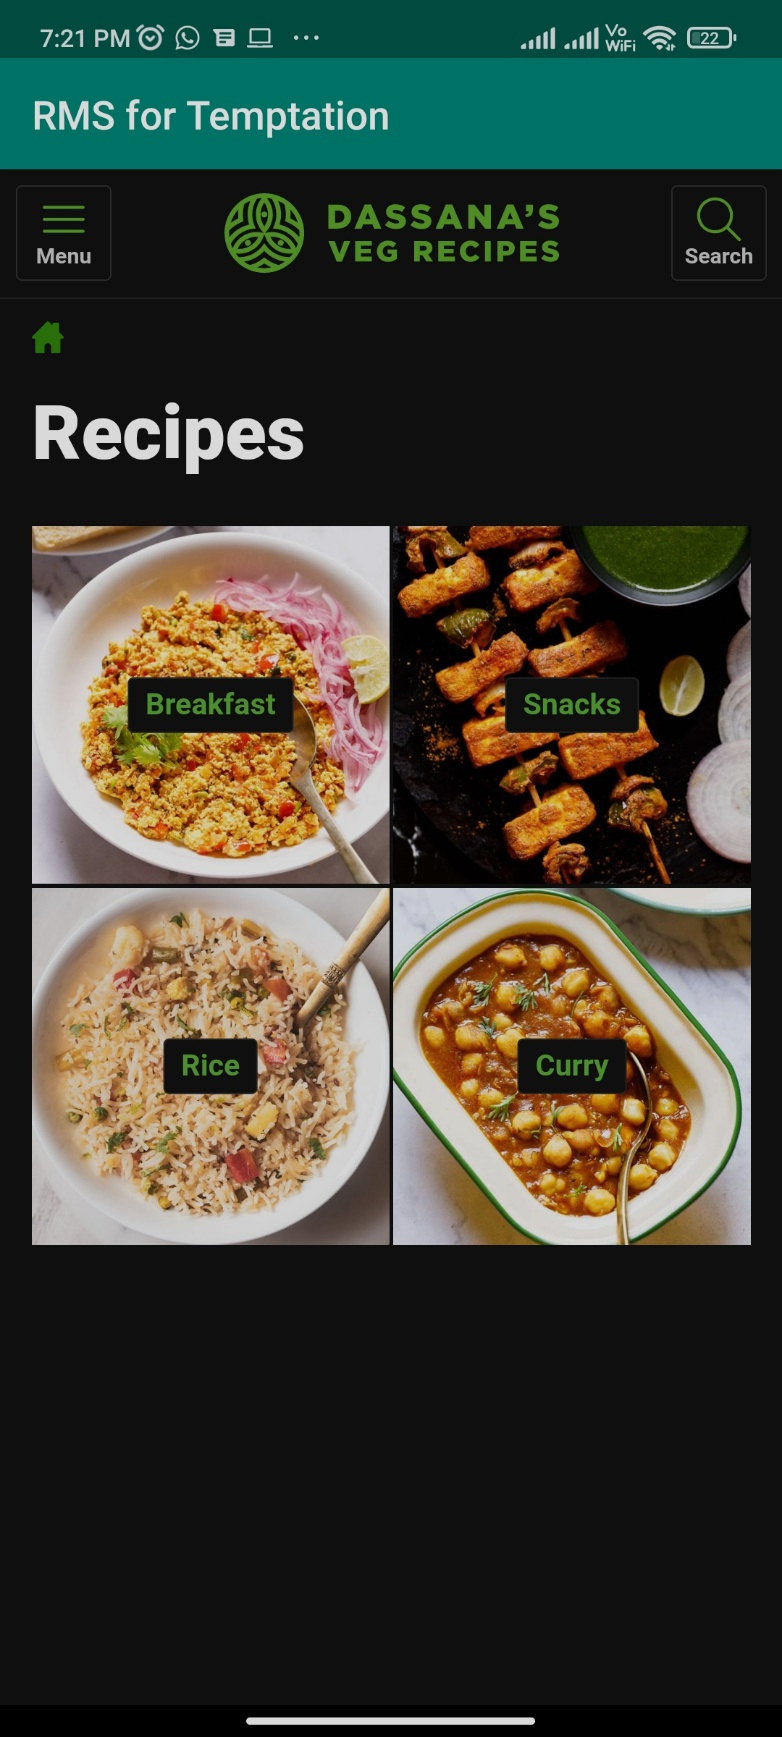 7:21 PM
Vo
WiFi
22
RMS for Temptation
Menu
DASSANA'S
VEG RECIPES
Search
Recipes
Breakfast
Snacks
Rice
Curry